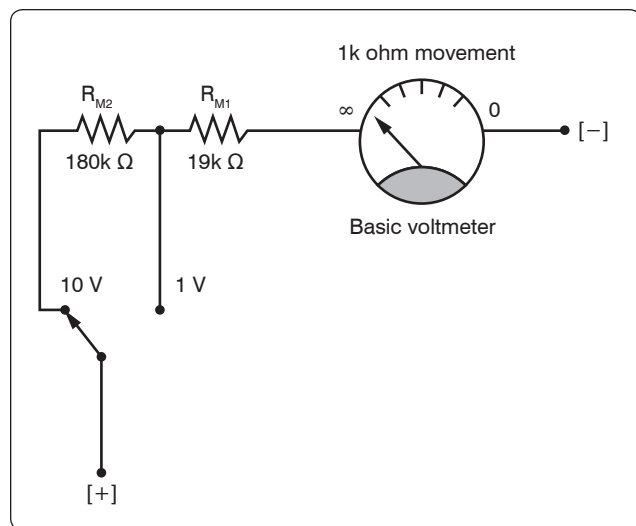 1k ohm movement
R_M2
R_M1
∞
0
[−]
180k Ω
19k Ω
Basic voltmeter
10 V
1 V
[+]